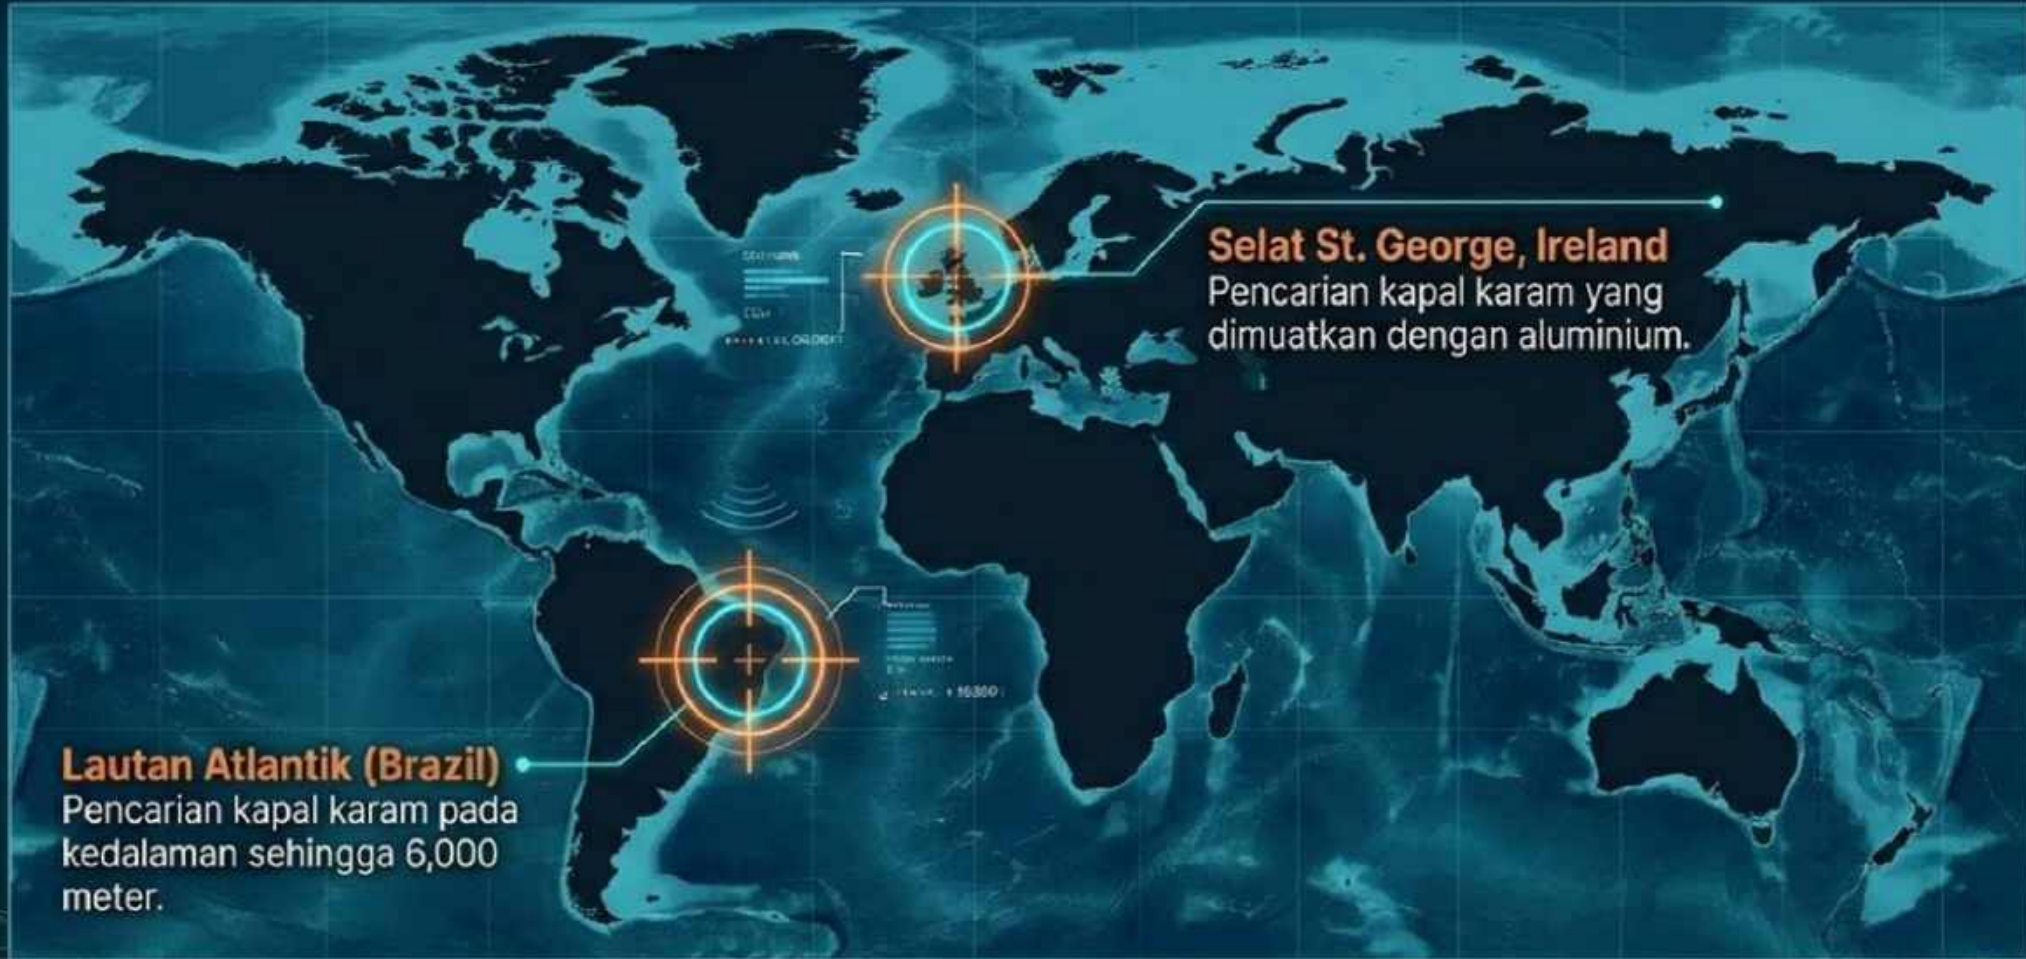 Selat St. George, Ireland
Pencarian kapal karam yang
dimuatkan dengan aluminium.
Lautan Atlantik (Brazil)
Pencarian kapal karam pada
kedalaman sehingga 6,000
meter.